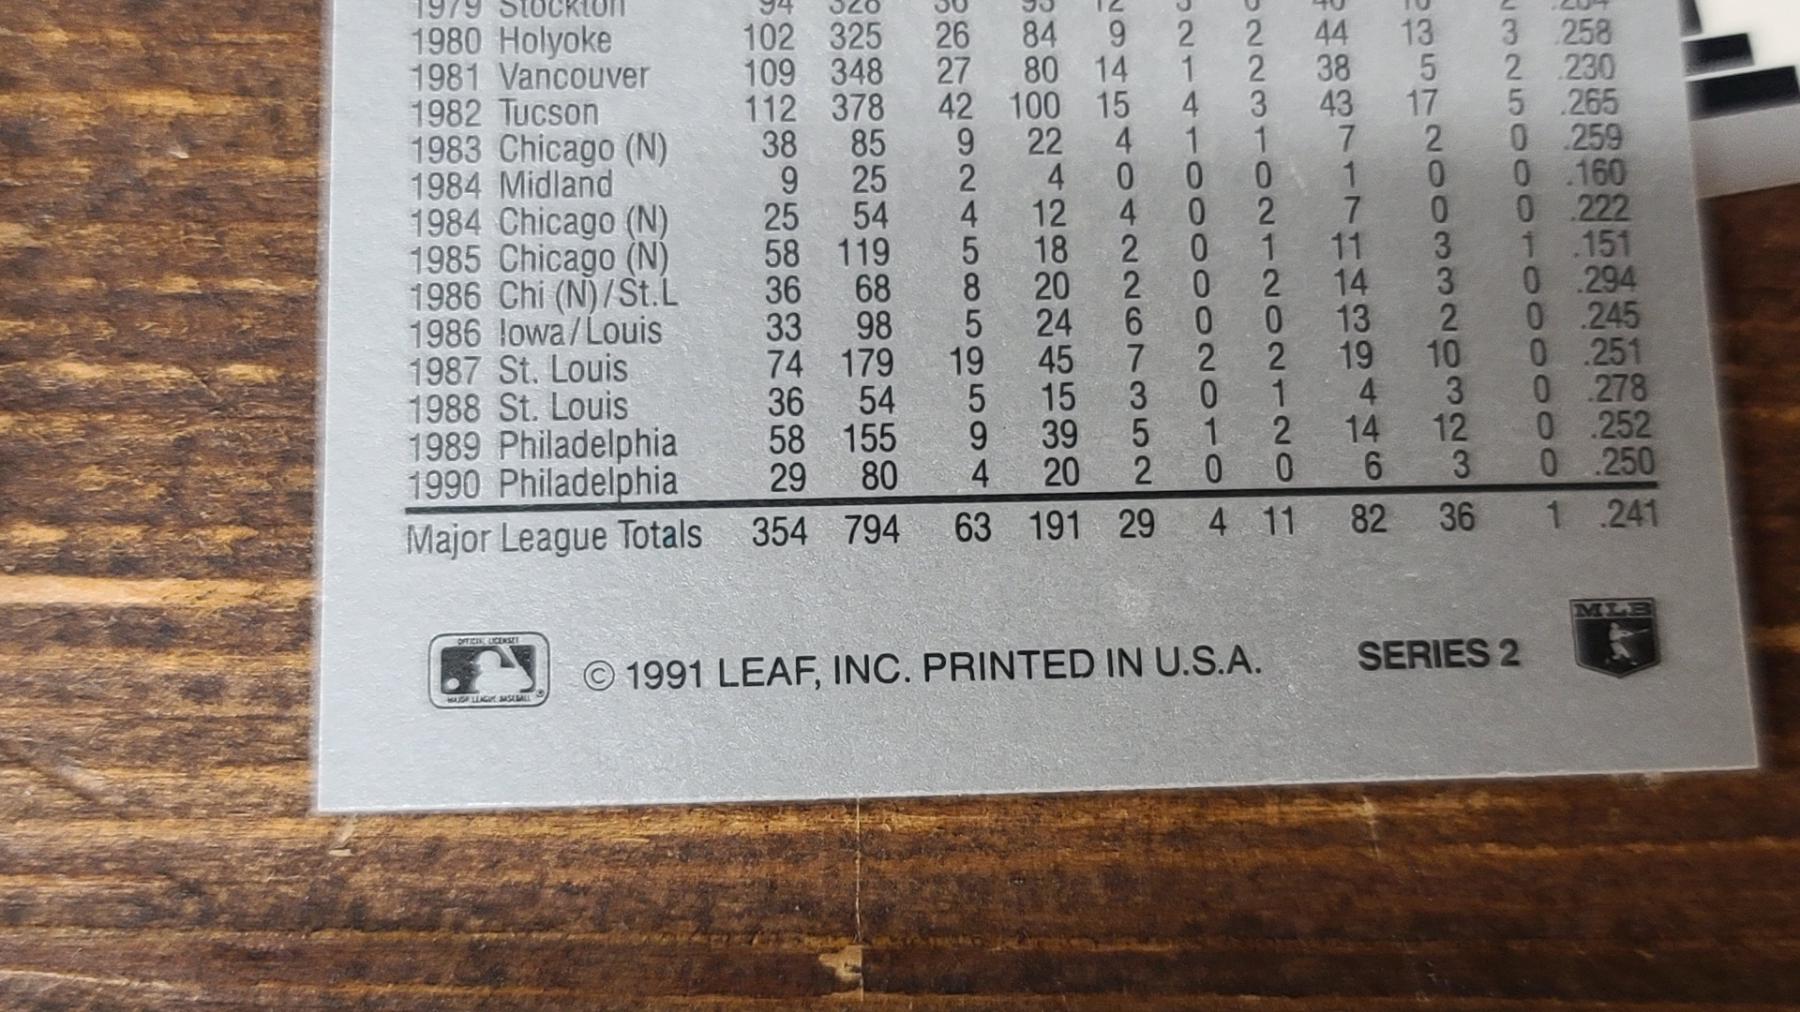 1979 Stockton 94 328
1980 Holyoke 102 325 26 84 9 2 2 44 13 3 .258
1981 Vancouver 109 348 27 80 14 1 2 38 5 2 .230
1982 Tucson 112 378 42 100 15 4 3 43 17 5 .265
1983 Chicago (N) 38 85 9 22 4 1 1 7 2 0 .259
1984 Midland 9 25 2 4 0 0 0 1 0 0 .160
1984 Chicago (N) 25 54 4 12 4 0 2 7 0 0 .222
1985 Chicago (N) 58 119 5 18 2 0 1 11 3 1 .151
1986 Chi (N)/St.L 36 68 8 20 2 0 2 14 3 0 .294
1986 Iowa/Louis 33 98 5 24 6 0 0 13 2 0 .245
1987 St. Louis 74 179 19 45 7 2 2 19 10 0 .251
1988 St. Louis 36 54 5 15 3 0 1 4 3 0 .278
1989 Philadelphia 58 155 9 39 5 1 2 14 12 0 .252
1990 Philadelphia 29 80 4 20 2 0 0 6 3 0 .250
Major League Totals 354 794 63 191 29 4 11 82 36 1 .241
OFFICIAL LICENSEE
MAJOR LEAGUE BASEBALL ®
© 1991 LEAF, INC. PRINTED IN U.S.A. SERIES 2
MLB